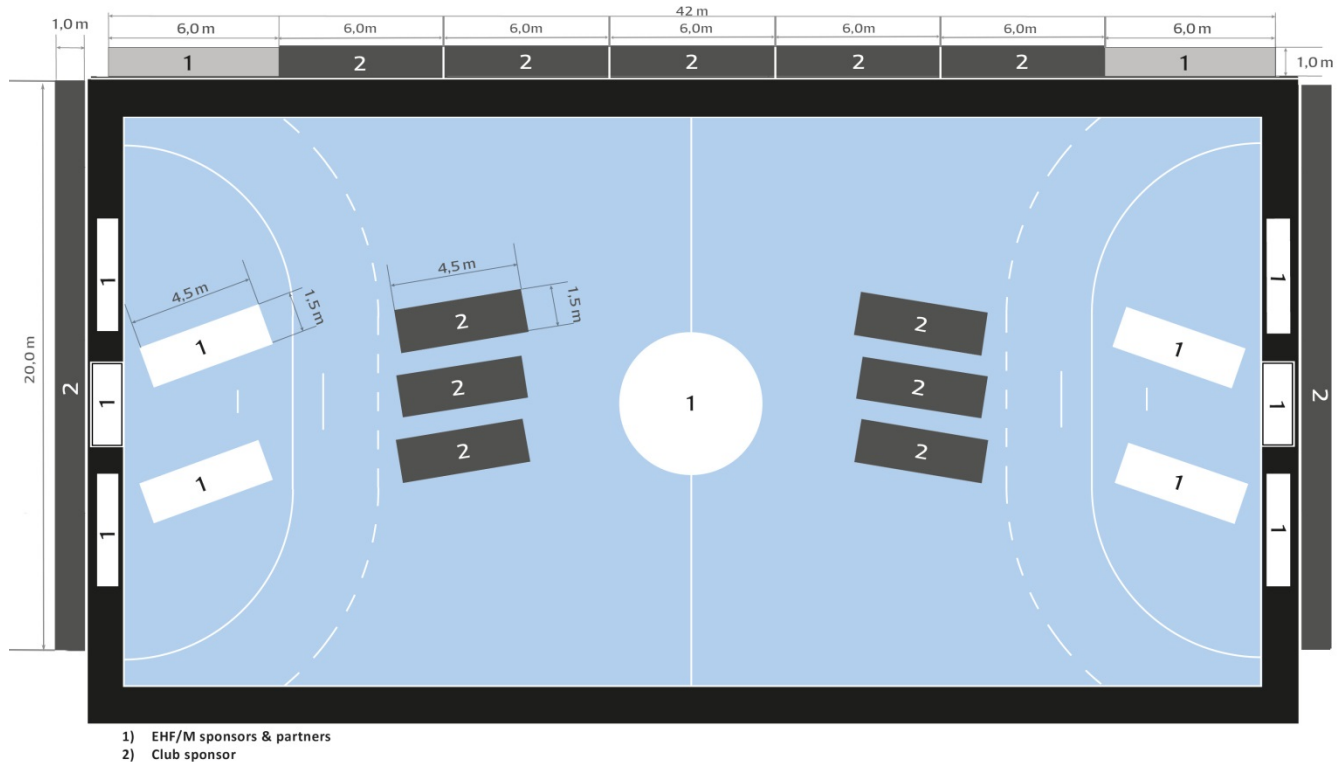 42 m
1,0 m 6,0 m 6,0m 6,0m 6,0m 6,0m 6,0m 6,0 m
1 2 2 2 2 2 1 1,0 m
4,5 m 1,5 m
4,5 m 1,5 m
20,0 m
2
1 1 1
1 1
2 2 2
1
2 2 2
1 1
1 1 1
2
1) EHF/M sponsors & partners
2) Club sponsor